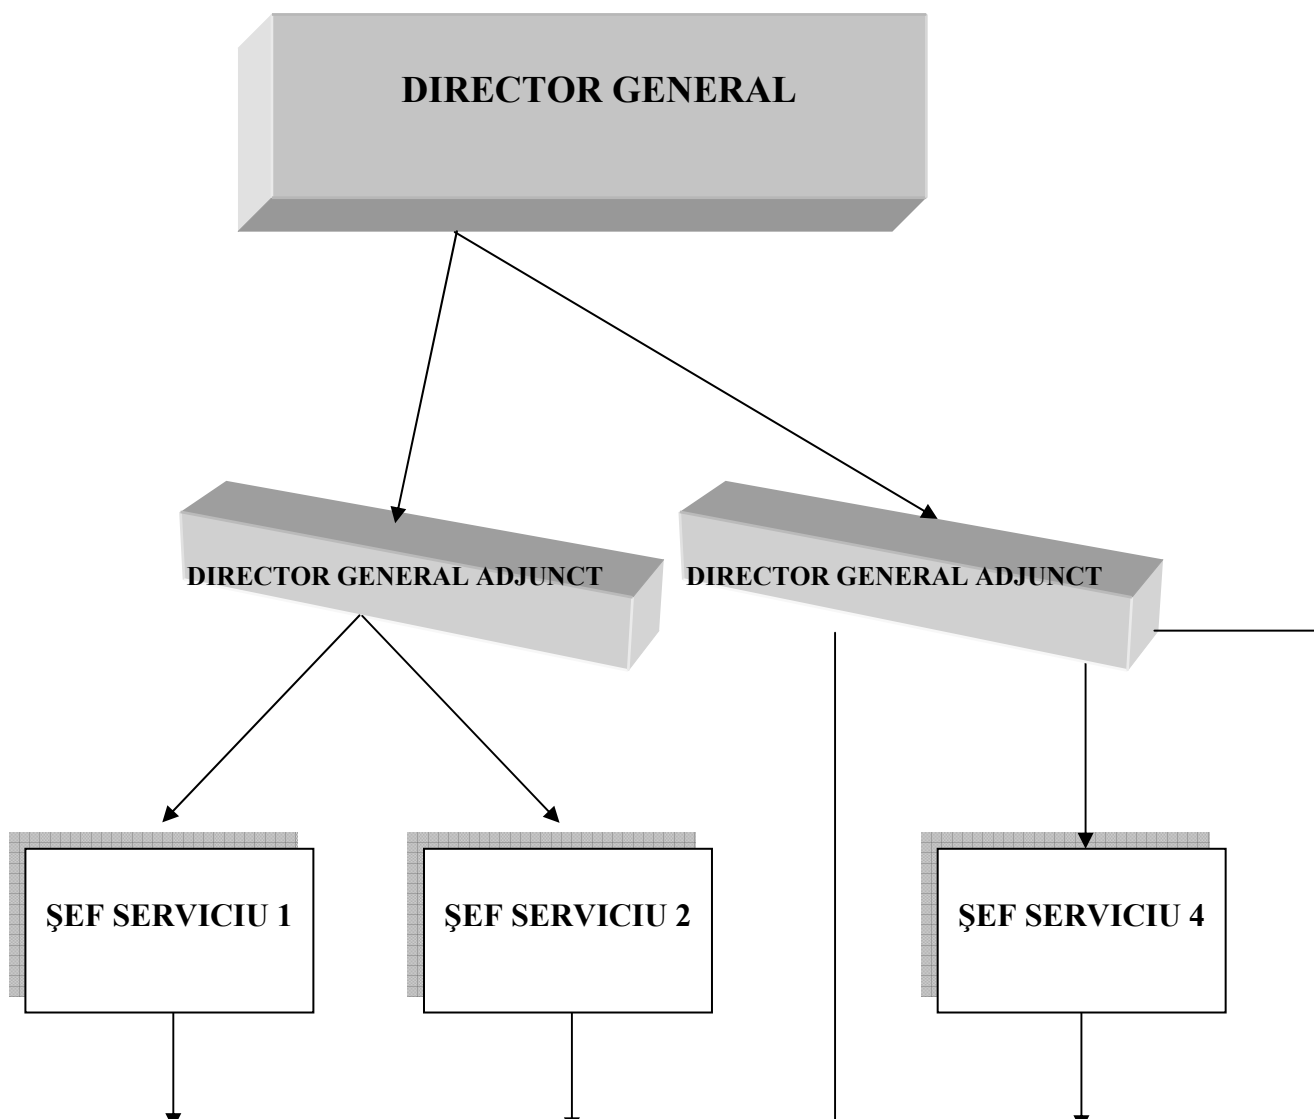 DIRECTOR GENERAL
DIRECTOR GENERAL ADJUNCT
DIRECTOR GENERAL ADJUNCT
ŞEF SERVICIU 1
ŞEF SERVICIU 2
ŞEF SERVICIU 4